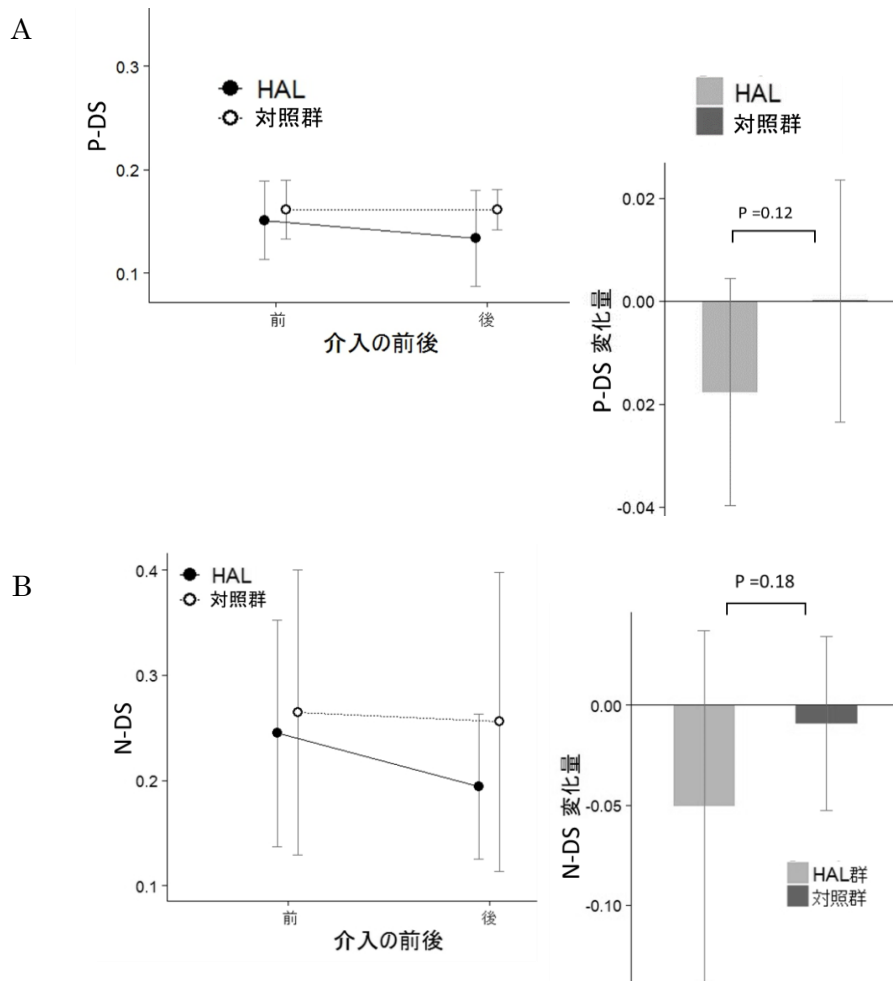 A
P-DS
0.3
0.2
0.1
HAL
対照群
前
後
介入の前後
HAL
対照群
P-DS 変化量
0.02
0.00
0.02
-0.04
P =0.12
B
N-DS
0.4
0.3
0.2
0.1
HAL
対照群
前
後
介入の前後
P =0.18
N-DS 変化量
0.00
-0.05
-0.10
HAL群
対照群